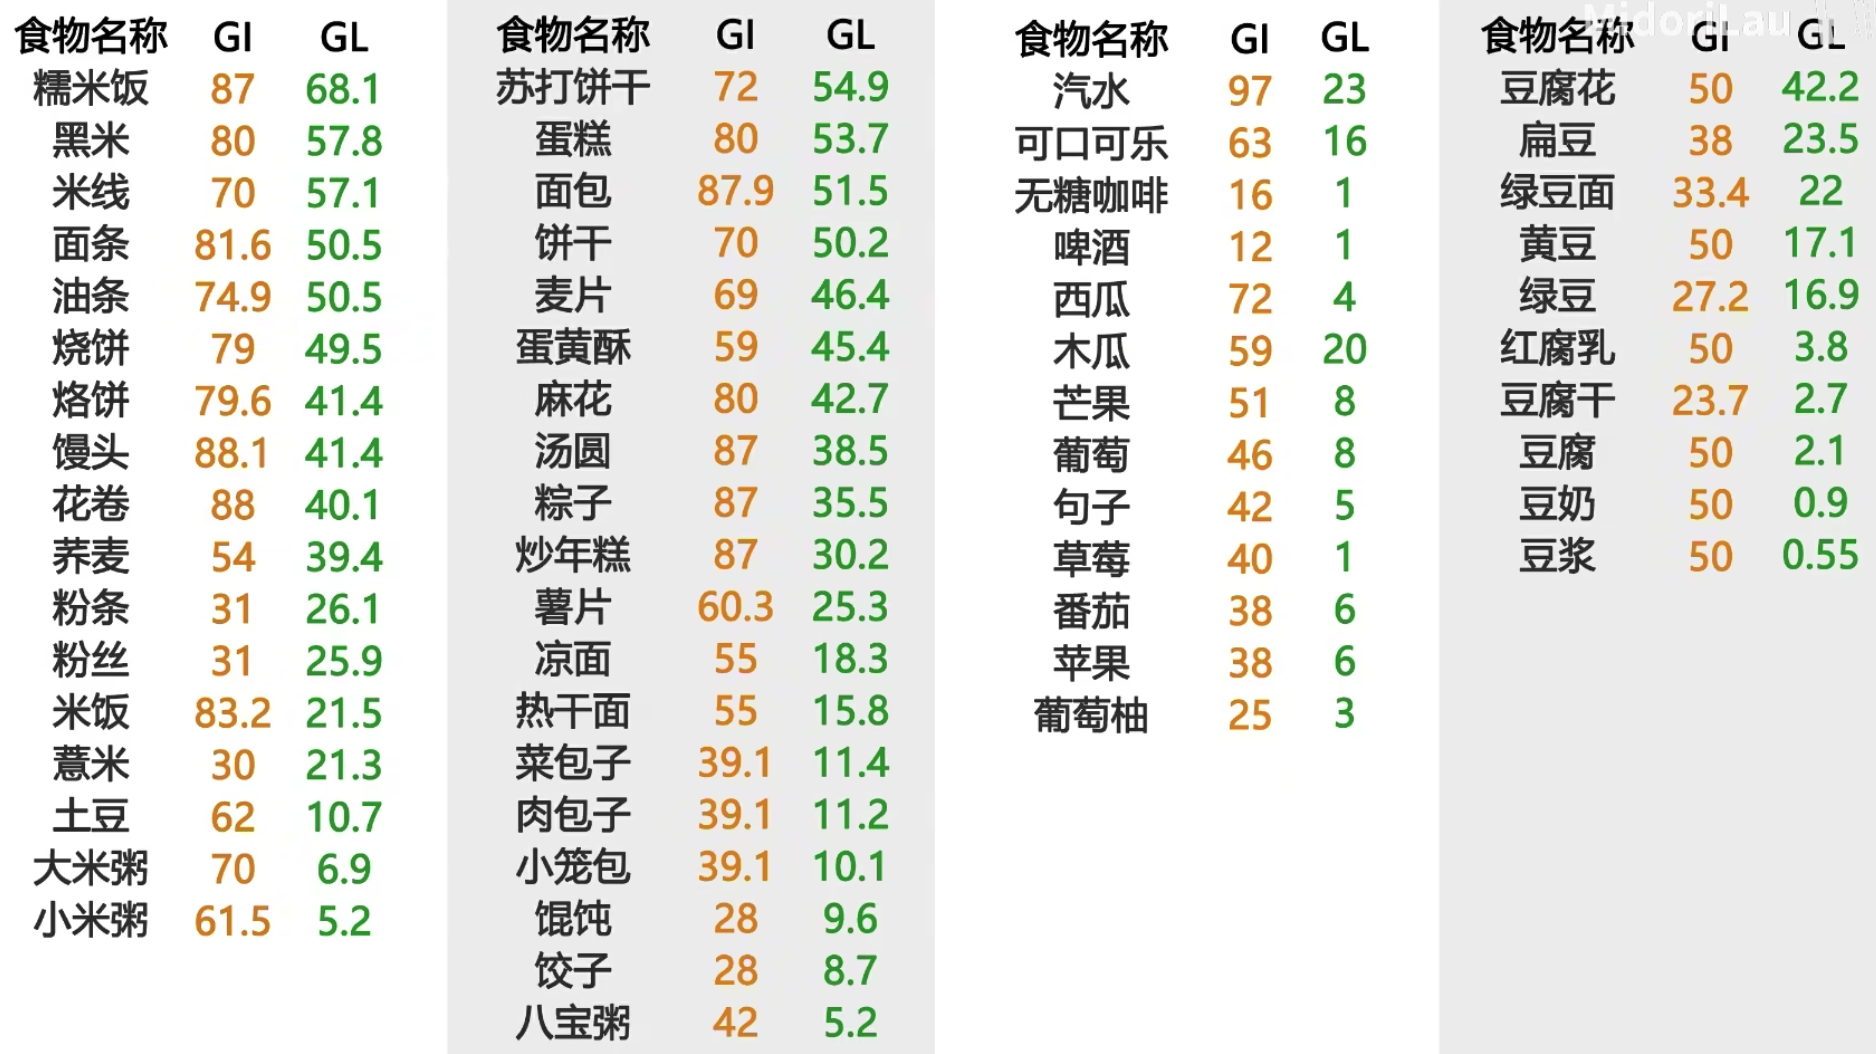 食物名称 GI GL
糯米饭 87 68.1
黑米 80 57.8
米线 70 57.1
面条 81.6 50.5
油条 74.9 50.5
烧饼 79 49.5
烙饼 79.6 41.4
馒头 88.1 41.4
花卷 88 40.1
荞麦 54 39.4
粉条 31 26.1
粉丝 31 25.9
米饭 83.2 21.5
薏米 30 21.3
土豆 62 10.7
大米粥 70 6.9
小米粥 61.5 5.2
食物名称 GI GL
苏打饼干 72 54.9
蛋糕 80 53.7
面包 87.9 51.5
饼干 70 50.2
麦片 69 46.4
蛋黄酥 59 45.4
麻花 80 42.7
汤圆 87 38.5
粽子 87 35.5
炒年糕 87 30.2
薯片 60.3 25.3
凉面 55 18.3
热干面 55 15.8
菜包子 39.1 11.4
肉包子 39.1 11.2
小笼包 39.1 10.1
馄饨 28 9.6
饺子 28 8.7
八宝粥 42 5.2
食物名称 GI GL
汽水 97 23
可口可乐 63 16
无糖咖啡 16 1
啤酒 12 1
西瓜 72 4
木瓜 59 20
芒果 51 8
葡萄 46 8
句子 42 5
草莓 40 1
番茄 38 6
苹果 38 6
葡萄柚 25 3
MidoriLau
食物名称 GI GL
豆腐花 50 42.2
扁豆 38 23.5
绿豆面 33.4 22
黄豆 50 17.1
绿豆 27.2 16.9
红腐乳 50 3.8
豆腐干 23.7 2.7
豆腐 50 2.1
豆奶 50 0.9
豆浆 50 0.55